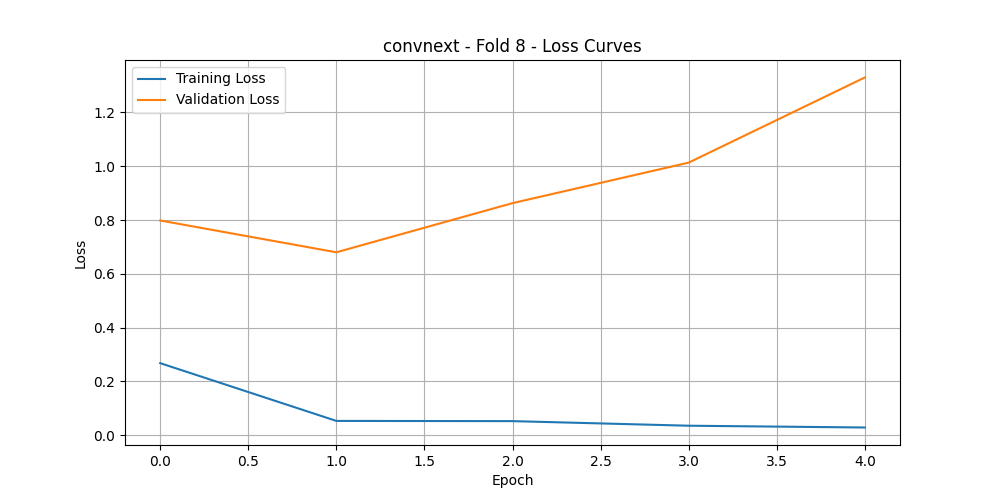 convnext - Fold 8 - Loss Curves
Training Loss
Validation Loss
1.2
1.0
0.8
0.6
0.4
0.2
0.0
Loss
0.0 0.5 1.0 1.5 2.0 2.5 3.0 3.5 4.0
Epoch